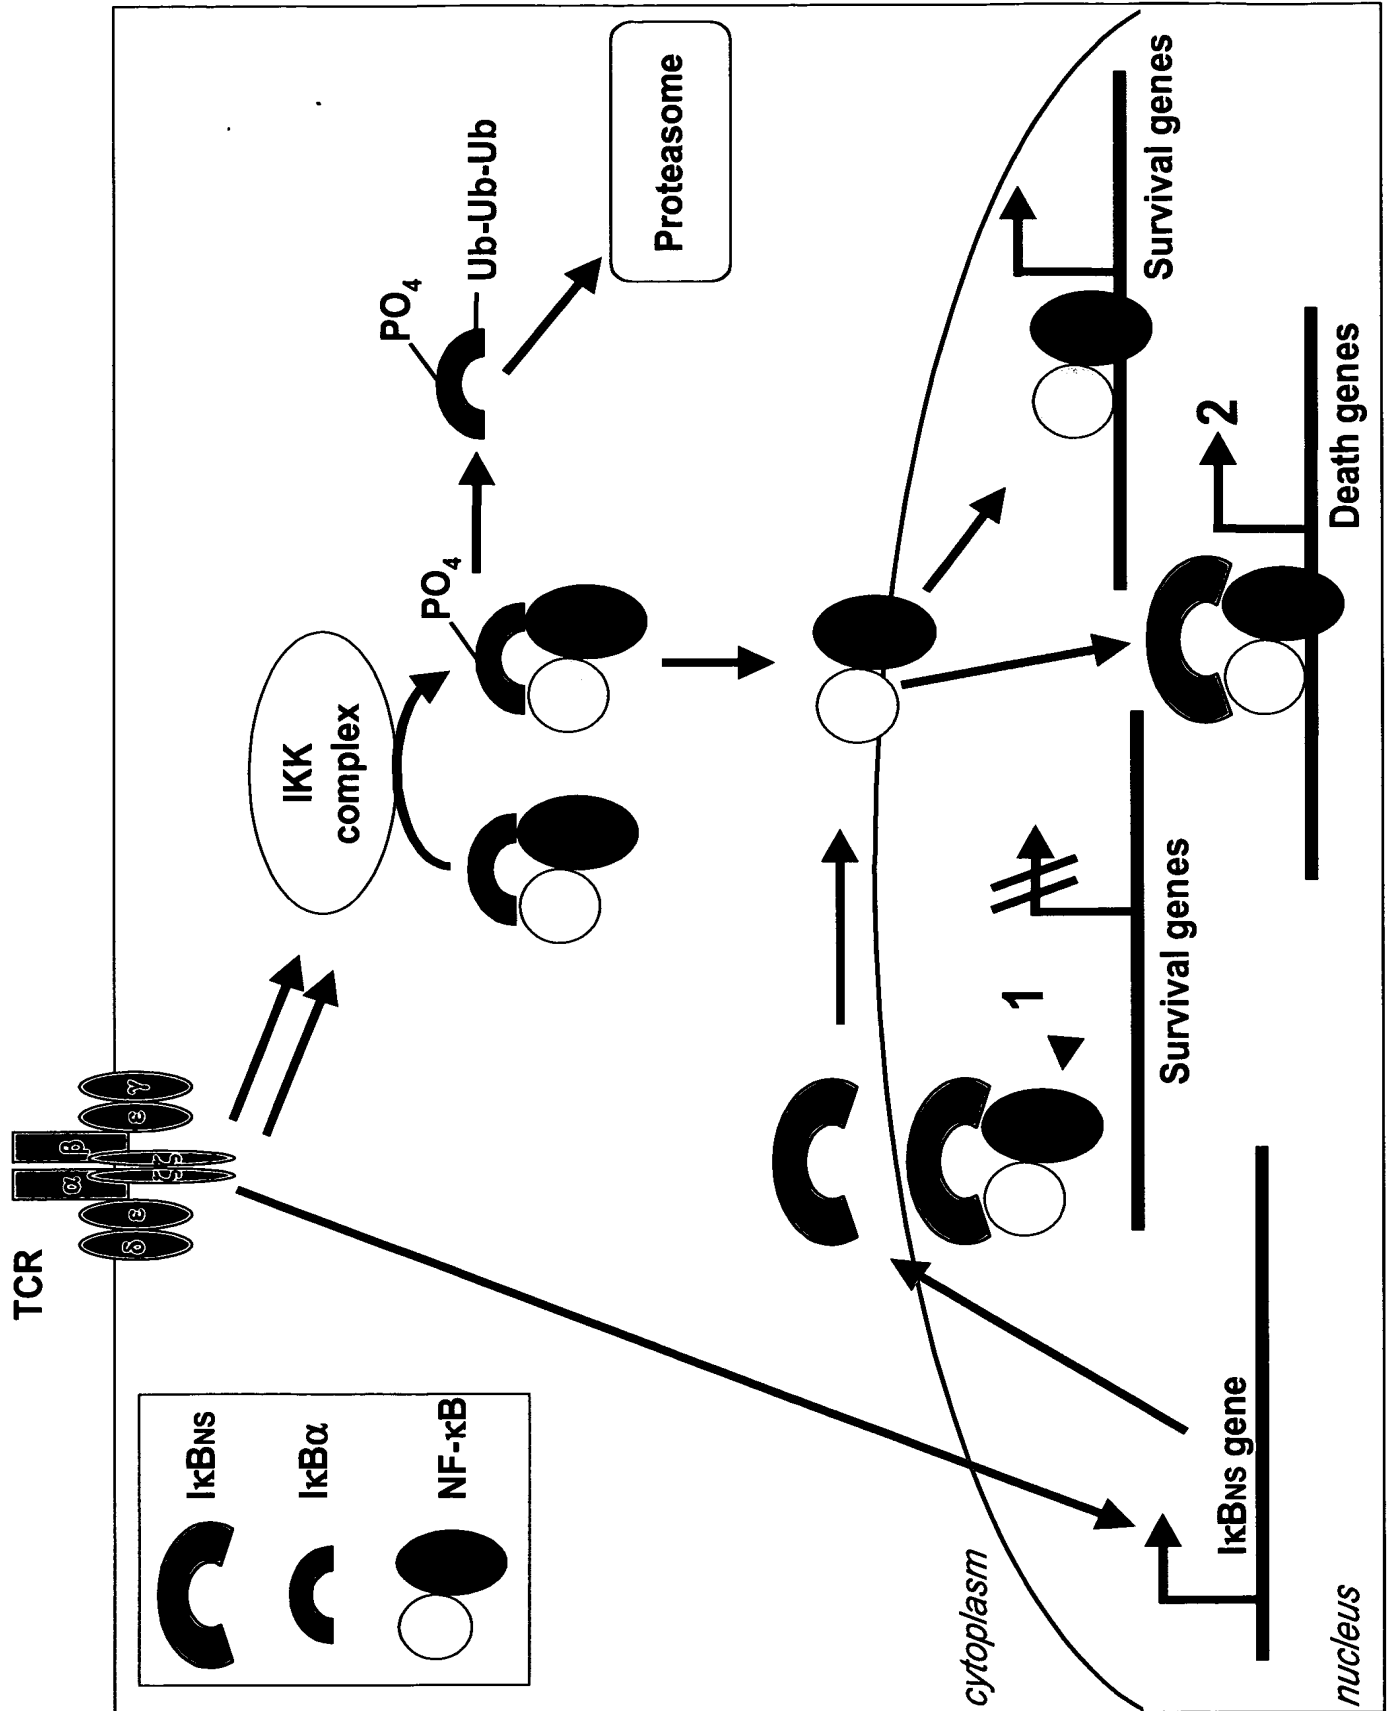 TCR
δ
ε
α
β
ζ
ζ
ε
γ
IκBNS
IκBα
NF-κB
IKK
complex
PO4
PO4
Ub-Ub-Ub
Proteasome
cytoplasm
nucleus
IκBNS gene
1
Survival genes
2
Death genes
Survival genes